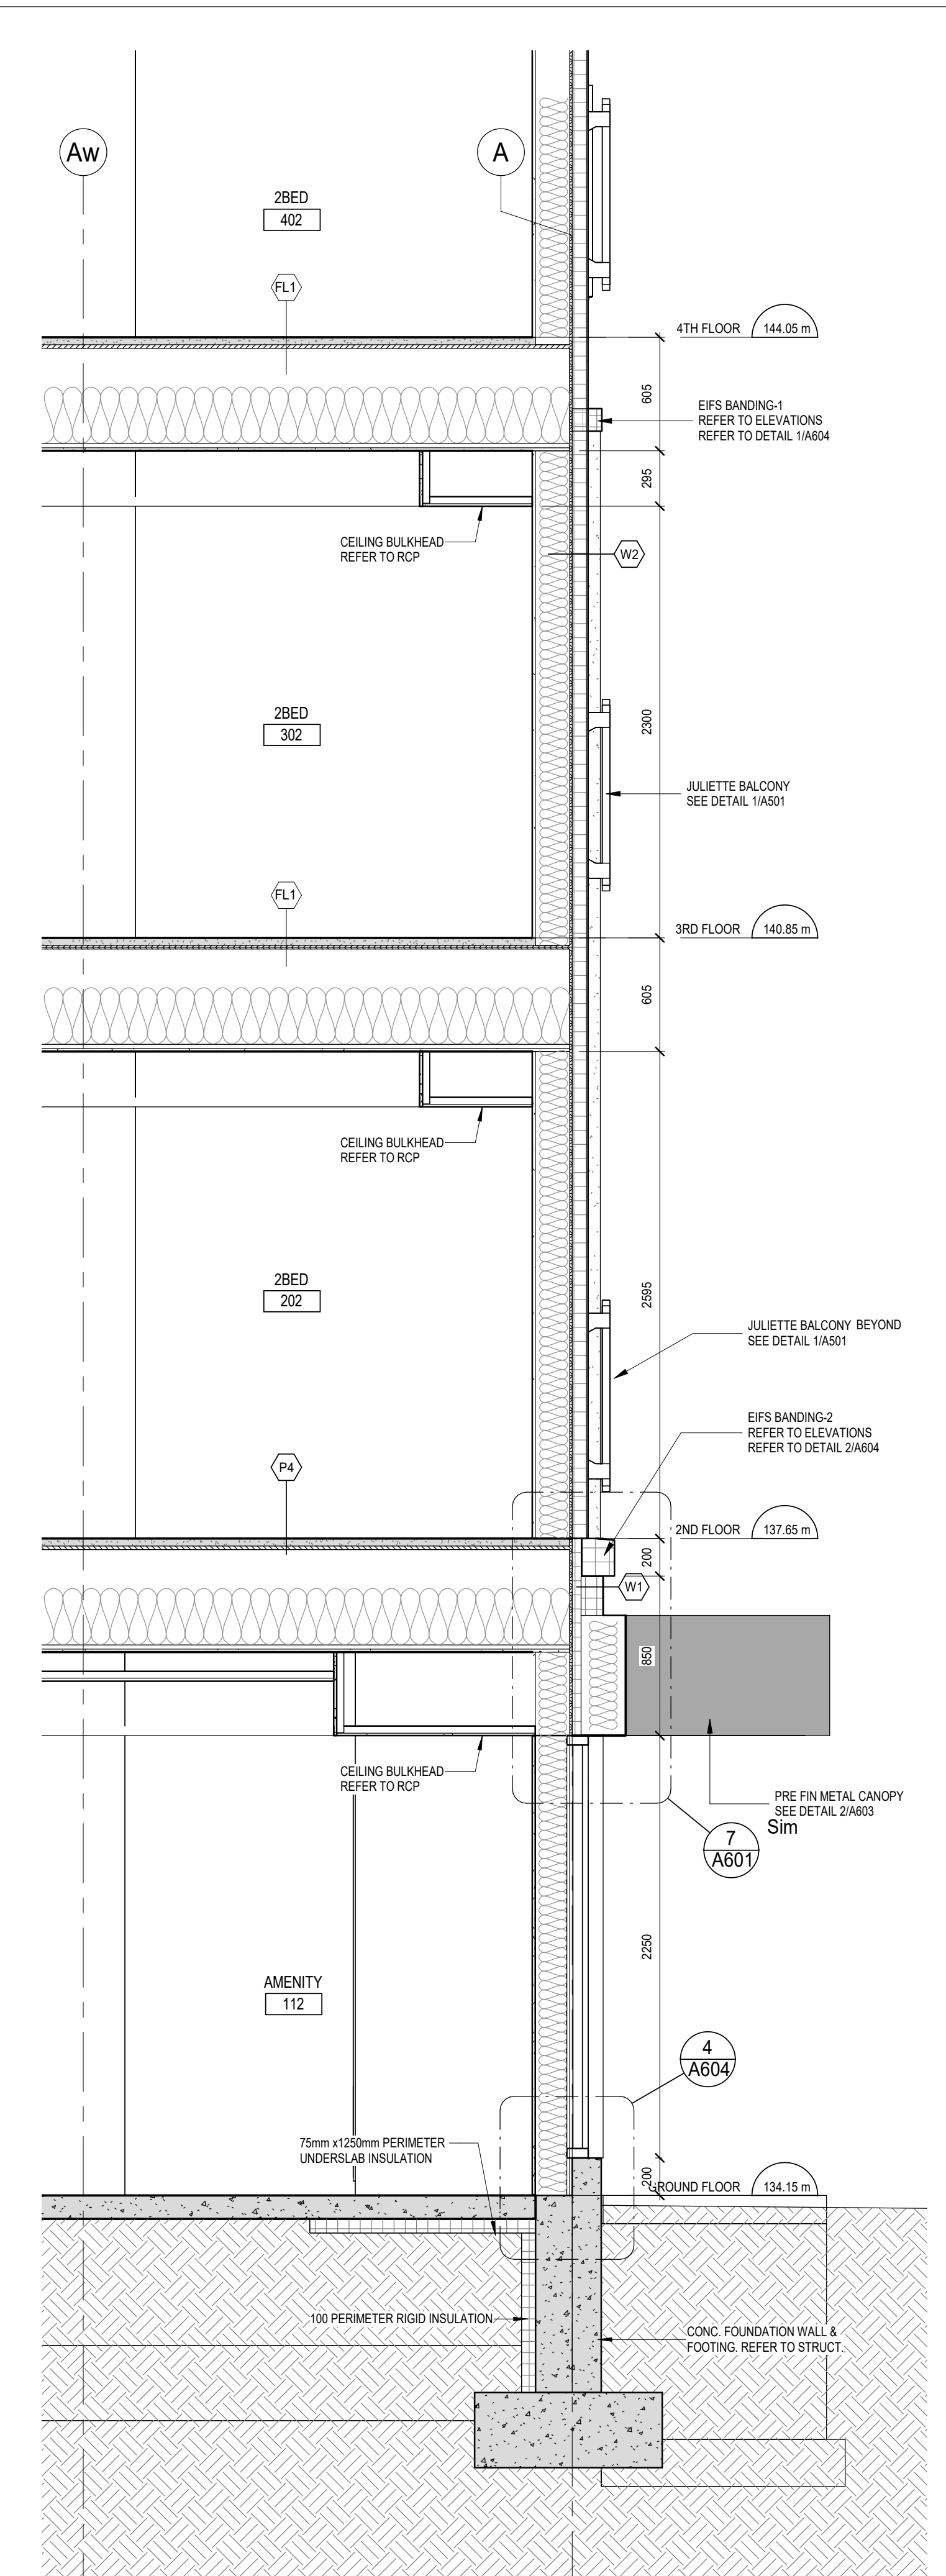 Aw
A
2BED
402
FL1
4TH FLOOR 144.05 m
605
EIFS BANDING-1
REFER TO ELEVATIONS
REFER TO DETAIL 1/A604
295
CEILING BULKHEAD
REFER TO RCP
W2
2BED
302
2300
JULIETTE BALCONY
SEE DETAIL 1/A501
FL1
3RD FLOOR 140.85 m
605
CEILING BULKHEAD
REFER TO RCP
2BED
202
2595
JULIETTE BALCONY BEYOND
SEE DETAIL 1/A501
EIFS BANDING-2
REFER TO ELEVATIONS
REFER TO DETAIL 2/A604
P4
2ND FLOOR 137.65 m
200
W1
850
CEILING BULKHEAD
REFER TO RCP
PRE FIN METAL CANOPY
SEE DETAIL 2/A603
Sim
7
A601
2250
AMENITY
112
4
A604
75mm x1250mm PERIMETER
UNDERSLAB INSULATION
200
GROUND FLOOR 134.15 m
100 PERIMETER RIGID INSULATION
CONC. FOUNDATION WALL &
FOOTING. REFER TO STRUCT.